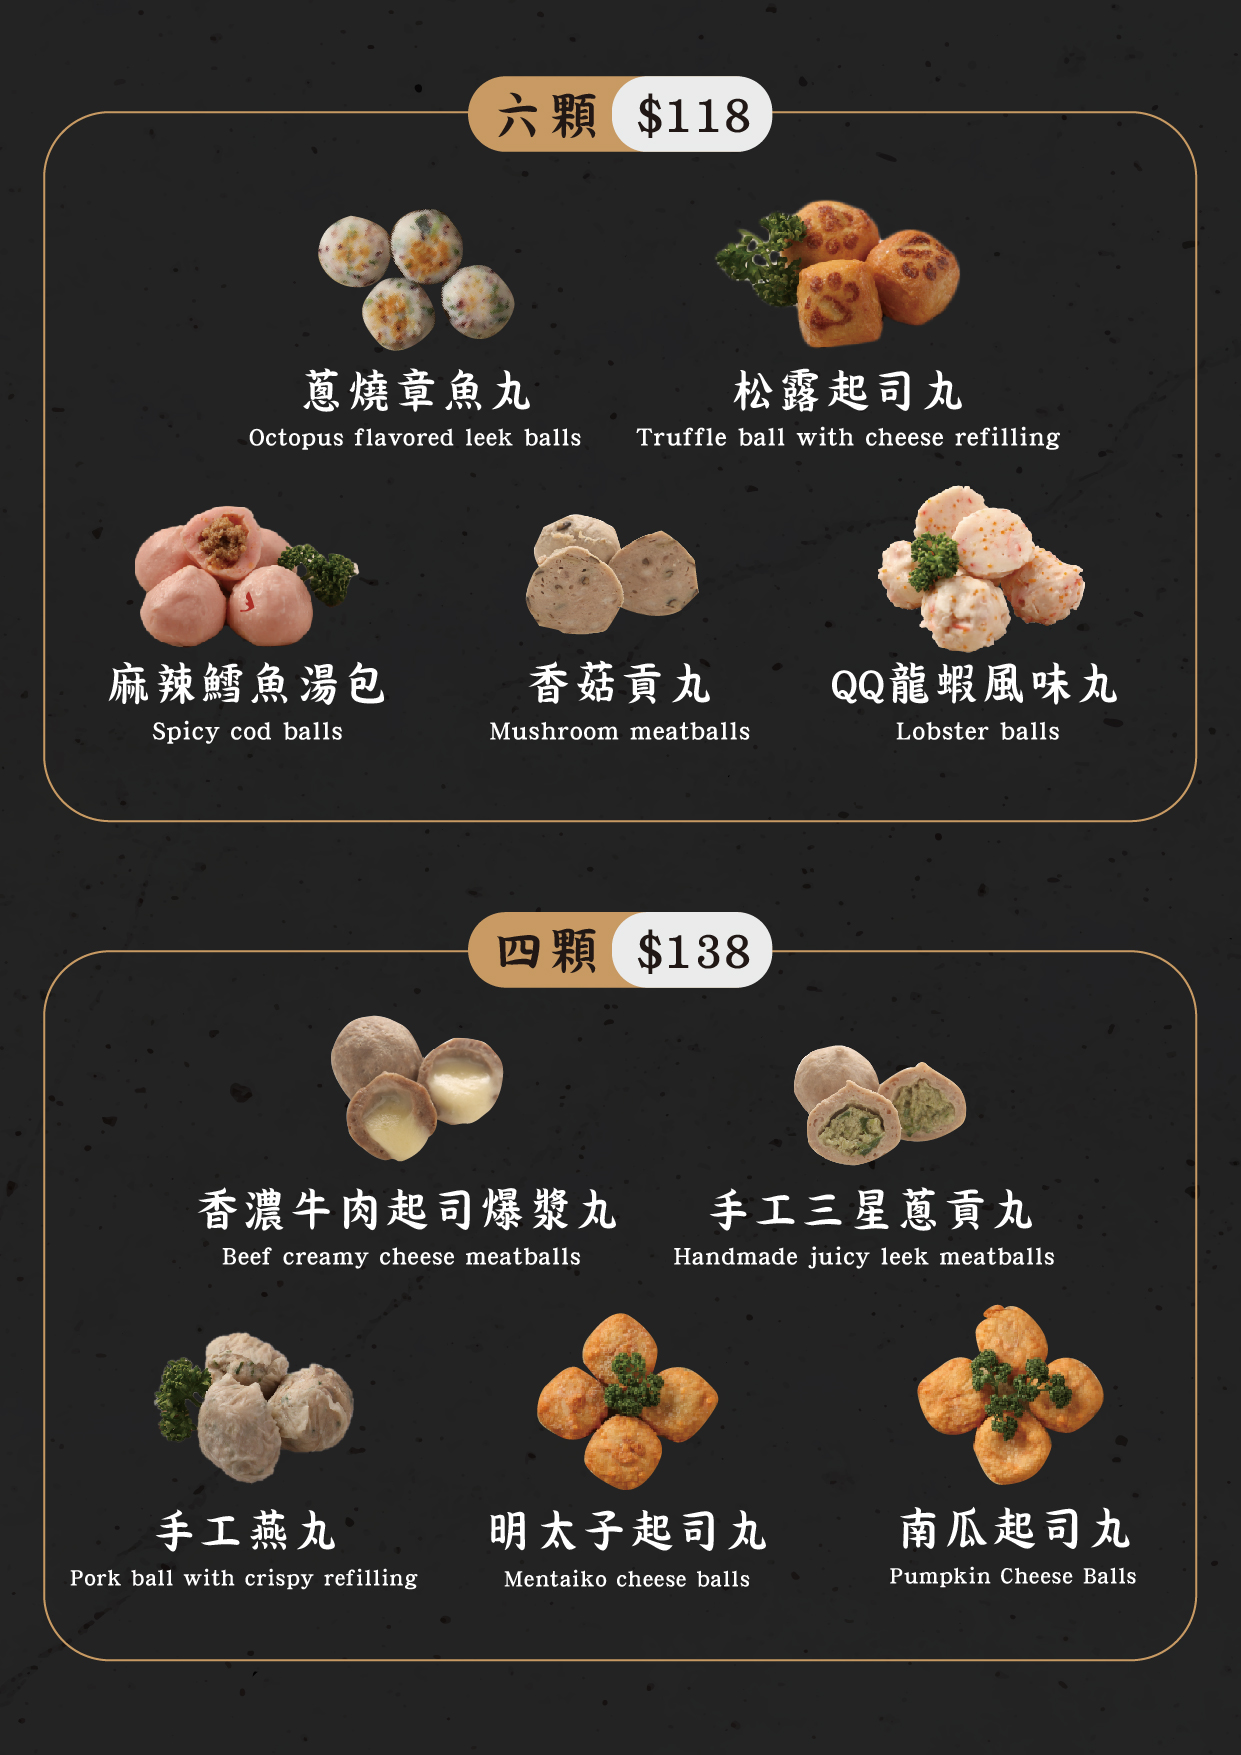 六顆 $118
蔥燒章魚丸
Octopus flavored leek balls
松露起司丸
Truffle ball with cheese refilling
麻辣鱈魚湯包
Spicy cod balls
香菇貢丸
Mushroom meatballs
QQ龍蝦風味丸
Lobster balls
四顆 $138
香濃牛肉起司爆漿丸
Beef creamy cheese meatballs
手工三星蔥貢丸
Handmade juicy leek meatballs
手工燕丸
Pork ball with crispy refilling
明太子起司丸
Mentaiko cheese balls
南瓜起司丸
Pumpkin Cheese Balls